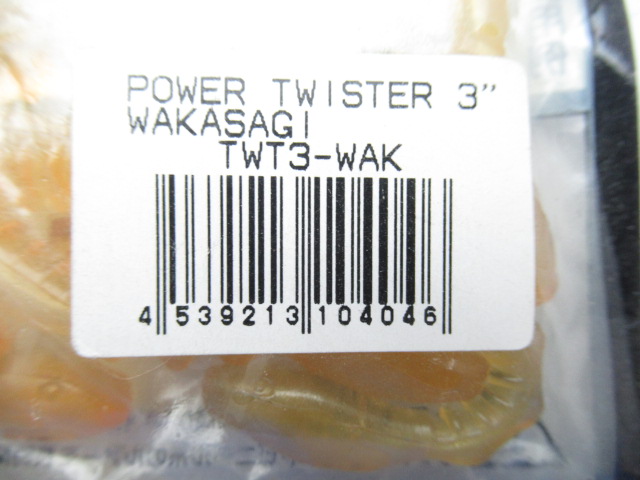 POWER TWISTER 3”
WAKASAGI
TWT3-WAK
4 539213 104046